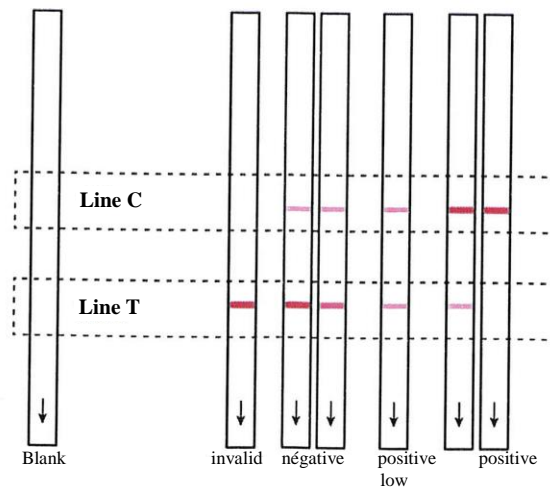 Line C
Line T
Blank
invalid
négative
positive
low
positive